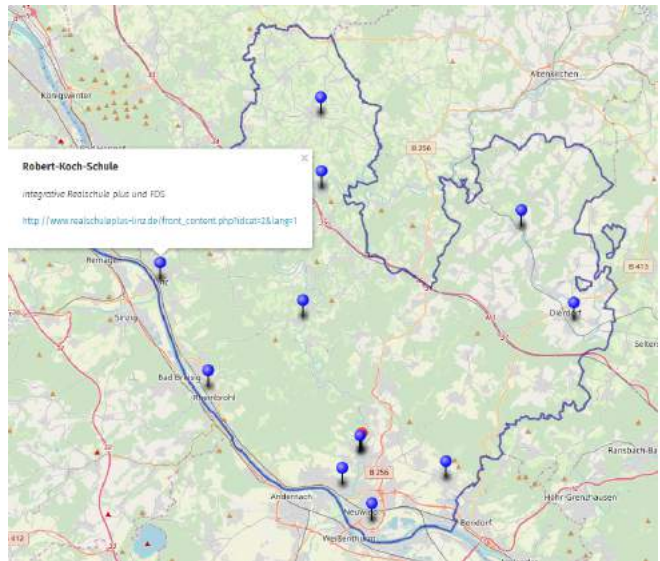 Königswinter
Altenkirchen
B 256
Robert-Koch-Schule
×
integrative Realschule plus und FOS
http://www.realschuleplus-linz.de/front_content.php?idcat=2&lang=1
Remagen
B 413
Sinzig
Dierdorf
Selters
Bad Breisig
Rheinbrohl
B 256
Ransbach-Ba
Andernach
Höhr-Grenzhausen
Neuwied
Bendorf
Weißenthurm
412